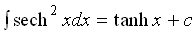 ∫ sech² xdx = tanh x + c